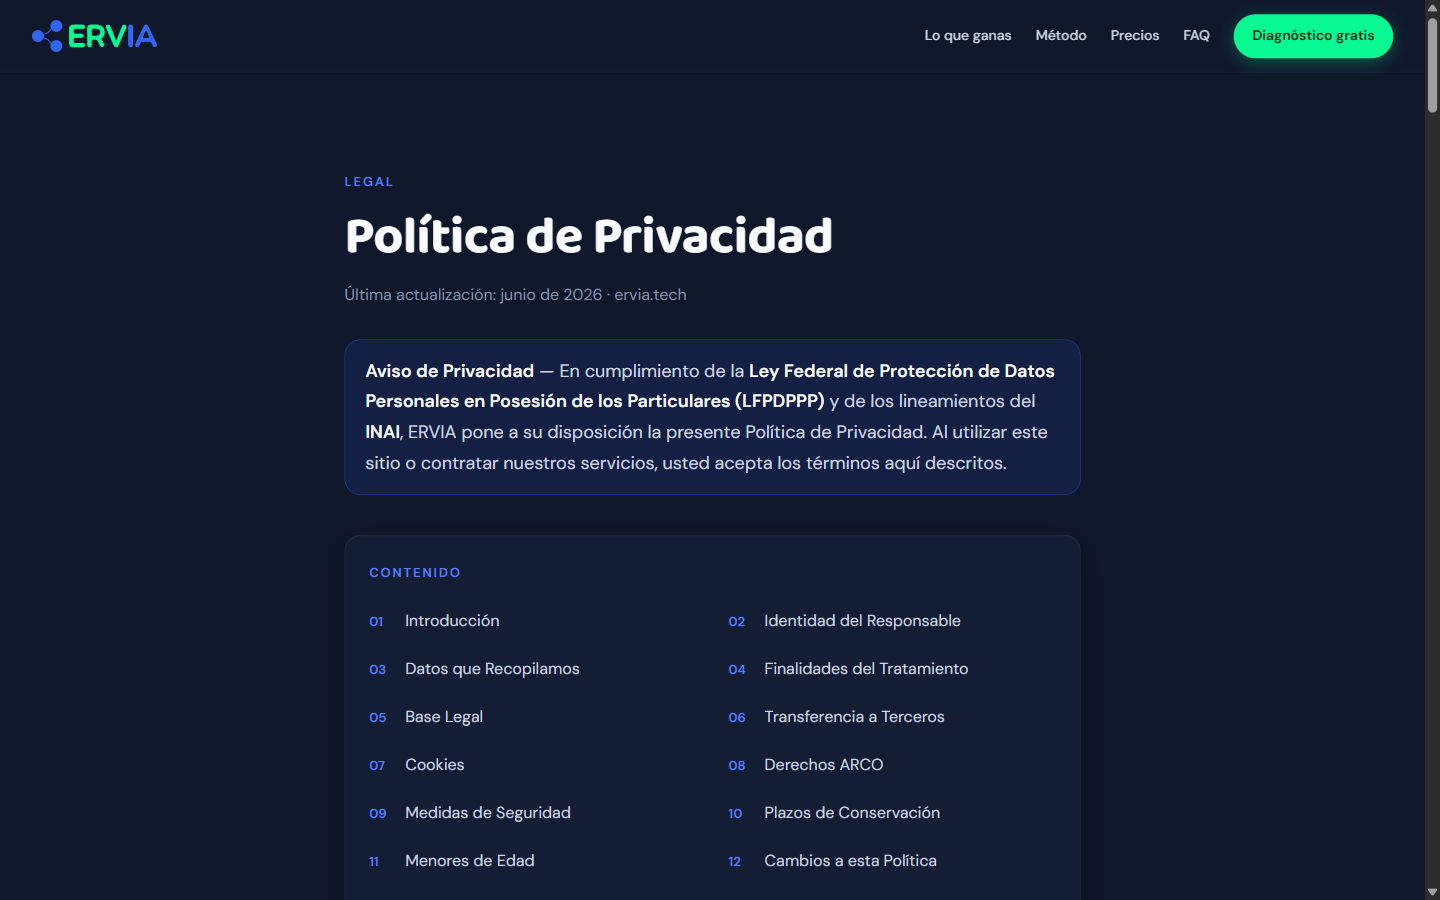 ERVIA
Lo que ganas
Método
Precios
FAQ
Diagnóstico gratis
LEGAL
Política de Privacidad
Última actualización: junio de 2026 · ervia.tech
Aviso de Privacidad — En cumplimiento de la Ley Federal de Protección de Datos
Personales en Posesión de los Particulares (LFPDPPP) y de los lineamientos del
INAI, ERVIA pone a su disposición la presente Política de Privacidad. Al utilizar este
sitio o contratar nuestros servicios, usted acepta los términos aquí descritos.
CONTENIDO
01 Introducción
02 Identidad del Responsable
03 Datos que Recopilamos
04 Finalidades del Tratamiento
05 Base Legal
06 Transferencia a Terceros
07 Cookies
08 Derechos ARCO
09 Medidas de Seguridad
10 Plazos de Conservación
11 Menores de Edad
12 Cambios a esta Política